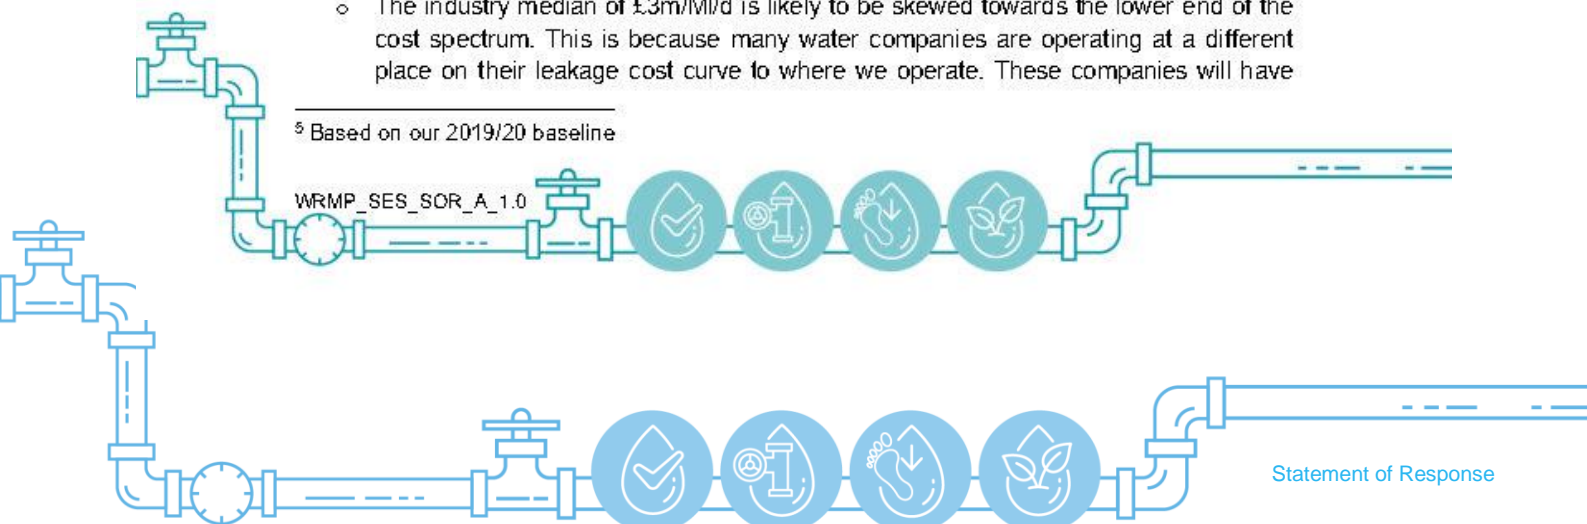 o The industry median of £3m/Ml/d is likely to be skewed towards the lower end of the
cost spectrum. This is because many water companies are operating at a different
place on their leakage cost curve to where we operate. These companies will have
5 Based on our 2019/20 baseline
WRMP_SES_SOR_A_1.0
Statement of Response